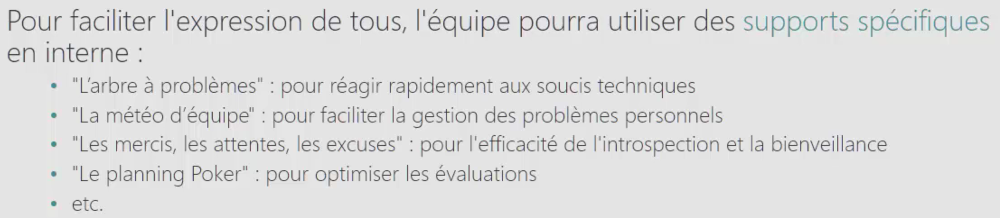 Pour faciliter l'expression de tous, l'équipe pourra utiliser des supports spécifiques
en interne :
• "L’arbre à problèmes" : pour réagir rapidement aux soucis techniques
• "La météo d’équipe" : pour faciliter la gestion des problèmes personnels
• "Les mercis, les attentes, les excuses" : pour l'efficacité de l'introspection et la bienveillance
• "Le planning Poker" : pour optimiser les évaluations
• etc.